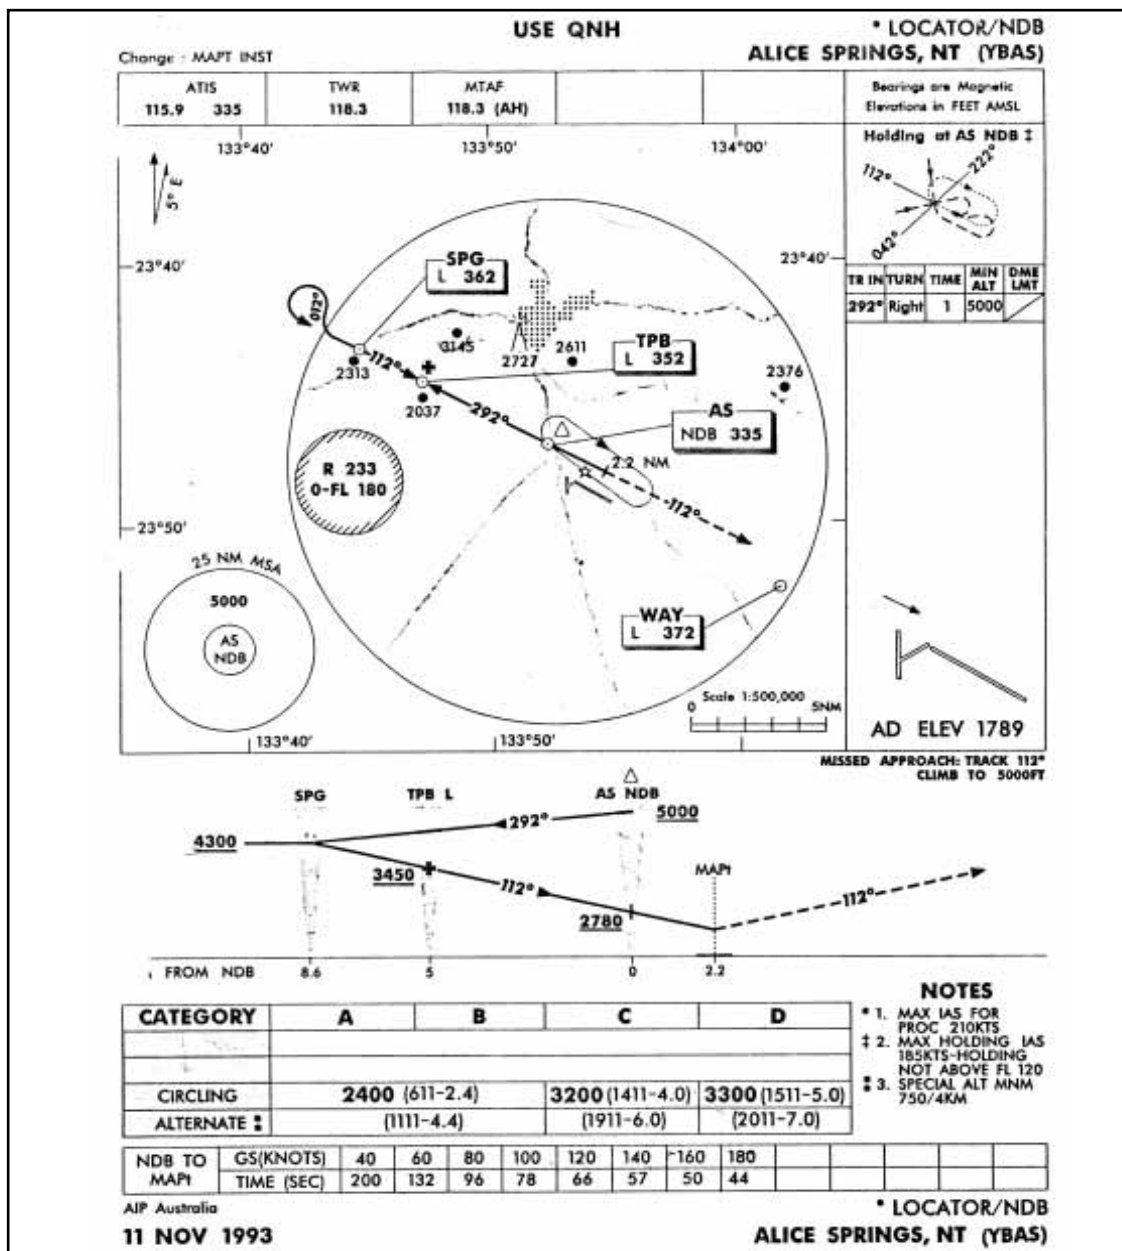 USE QNH
* LOCATOR/NDB
Change : MAPT INST
ALICE SPRINGS, NT (YBAS)
ATIS
115.9 335
TWR
118.3
MTAF
118.3 (AH)
Bearings are Magnetic
Elevations in FEET AMSL
133°40'
133°50'
134°00'
Holding at AS NDB ‡
112°
222°
042°
5° E
23°40'
23°40'
TR IN TURN TIME MIN ALT DME LMT
292° Right 1 5000
SPG
L 362
012°
112°
2313
3145
2727
2611
TPB
L 352
2376
2037
292°
AS
NDB 335
2.2 NM
R 233
0-FL 180
112°
23°50'
25 NM MSA
5000
AS
NDB
WAY
L 372
Scale 1:500,000
0 5NM
AD ELEV 1789
133°40'
133°50'
MISSED APPROACH: TRACK 112°
CLIMB TO 5000FT
SPG
TPB L
AS NDB
292°
5000
4300
3450
112°
2780
MAPt
112°
FROM NDB 8.6 5 0 2.2
NOTES
* 1. MAX IAS FOR
PROC 210KTS
‡ 2. MAX HOLDING IAS
185KTS-HOLDING
NOT ABOVE FL 120
3. SPECIAL ALT MNM
750/4KM
CATEGORY A B C D
CIRCLING 2400 (611-2.4) 3200 (1411-4.0) 3300 (1511-5.0)
ALTERNATE (1111-4.4) (1911-6.0) (2011-7.0)
NDB TO
MAPt
GS(KNOTS) 40 60 80 100 120 140 160 180
TIME (SEC) 200 132 96 78 66 57 50 44
AIP Australia
* LOCATOR/NDB
11 NOV 1993
ALICE SPRINGS, NT (YBAS)